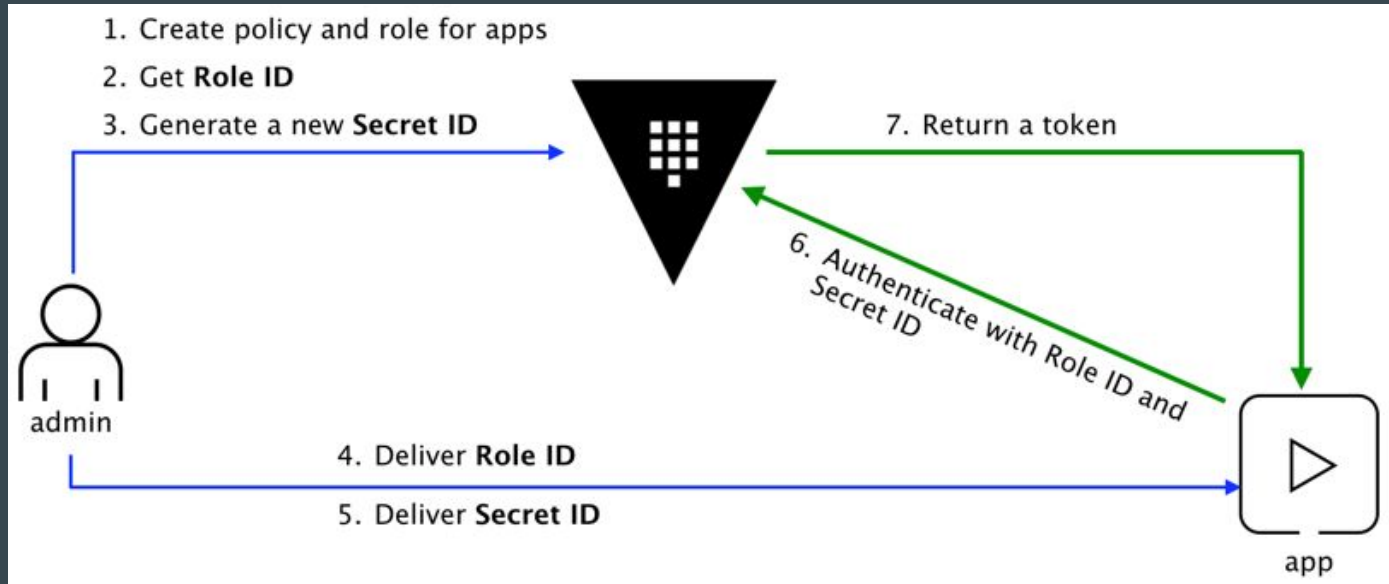 1. Create policy and role for apps
2. Get Role ID
3. Generate a new Secret ID
7. Return a token
6. Authenticate with Role ID and
Secret ID
admin
4. Deliver Role ID
5. Deliver Secret ID
app